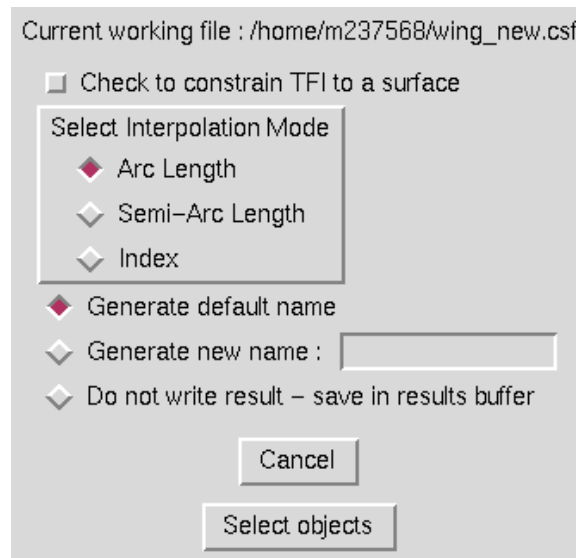 Current working file : /home/m237568/wing_new.csf
Check to constrain TFI to a surface
Select Interpolation Mode
Arc Length
Semi–Arc Length
Index
Generate default name
Generate new name :
Do not write result – save in results buffer
Cancel
Select objects